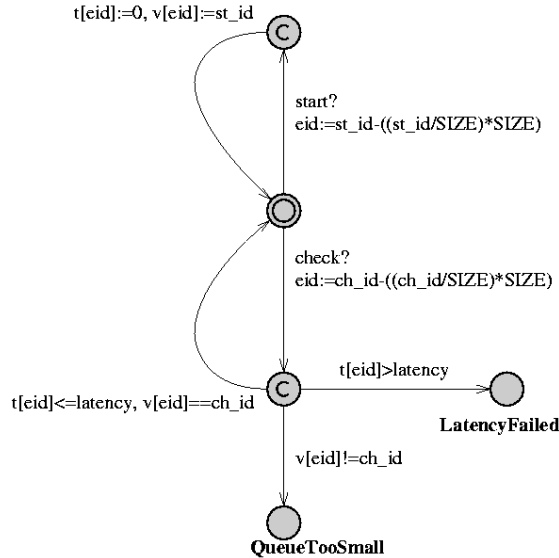 t[eid]:=0, v[eid]:=st_id
C
start?
eid:=st_id-((st_id/SIZE)*SIZE)
check?
eid:=ch_id-((ch_id/SIZE)*SIZE)
t[eid]>latency
C
t[eid]<=latency, v[eid]==ch_id
LatencyFailed
v[eid]!=ch_id
QueueTooSmall